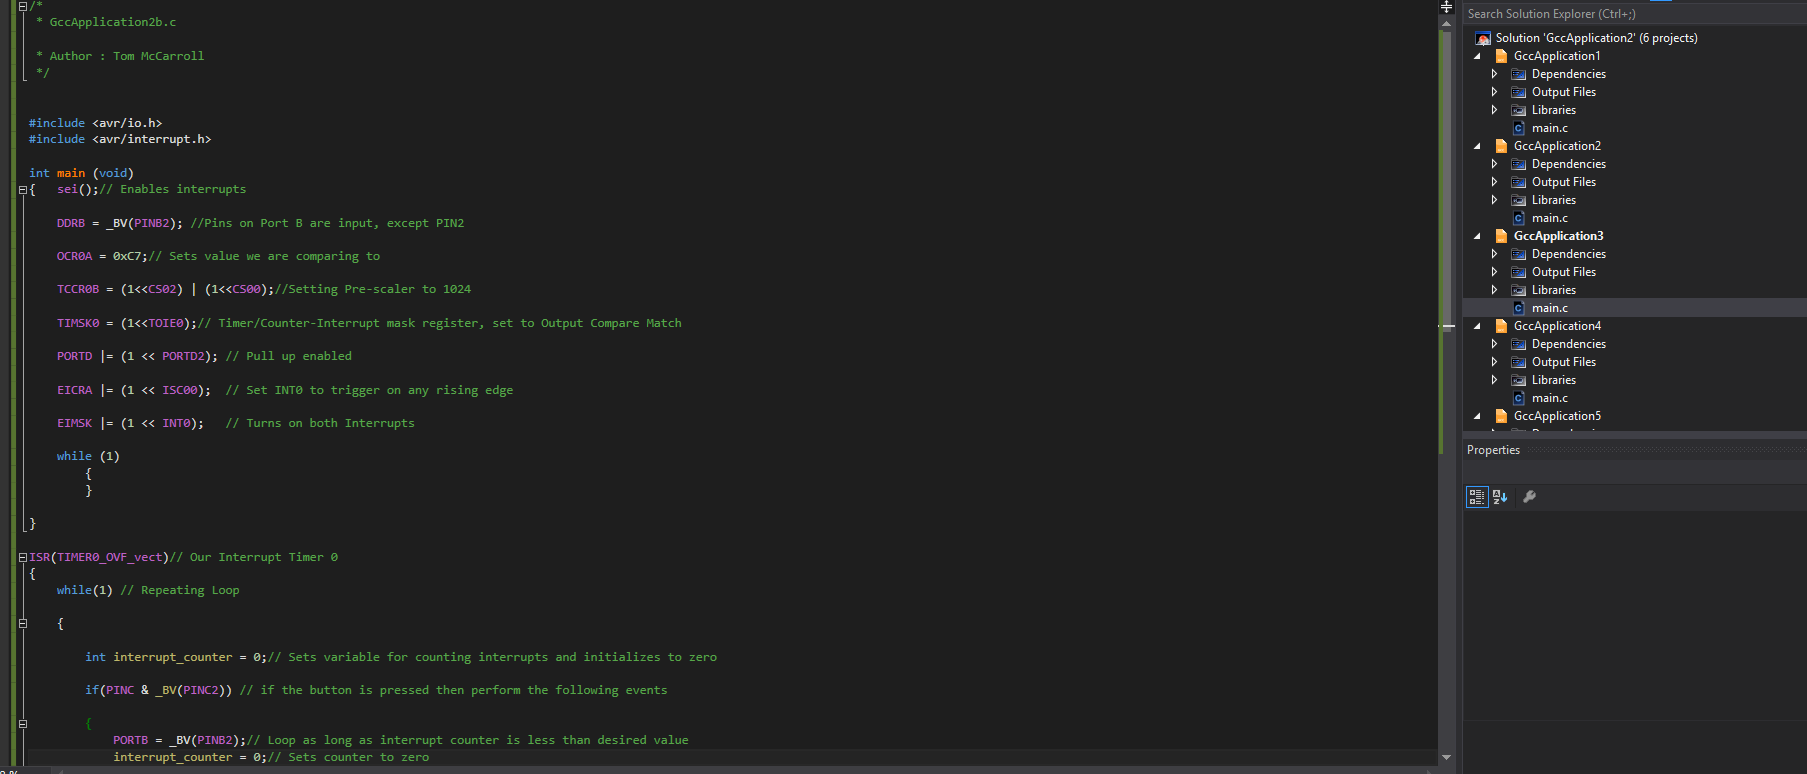 /*
* GccApplication2b.c
* Author : Tom McCarroll
*/
#include <avr/io.h>
#include <avr/interrupt.h>
int main (void)
{ sei();// Enables interrupts
DDRB = _BV(PINB2); //Pins on Port B are input, except PIN2
OCR0A = 0xC7;// Sets value we are comparing to
TCCR0B = (1<<CS02) | (1<<CS00);//Setting Pre-scaler to 1024
TIMSK0 = (1<<TOIE0);// Timer/Counter-Interrupt mask register, set to Output Compare Match
PORTD |= (1 << PORTD2); // Pull up enabled
EICRA |= (1 << ISC00); // Set INT0 to trigger on any rising edge
EIMSK |= (1 << INT0); // Turns on both Interrupts
while (1)
{
}
}
ISR(TIMER0_OVF_vect)// Our Interrupt Timer 0
{
while(1) // Repeating Loop
{
int interrupt_counter = 0;// Sets variable for counting interrupts and initializes to zero
if(PINC & _BV(PINC2)) // if the button is pressed then perform the following events
{
PORTB = _BV(PINB2);// Loop as long as interrupt counter is less than desired value
interrupt_counter = 0;// Sets counter to zero
Search Solution Explorer (Ctrl+;)
Solution 'GccApplication2' (6 projects)
GccApplication1
Dependencies
Output Files
Libraries
main.c
GccApplication2
Dependencies
Output Files
Libraries
main.c
GccApplication3
Dependencies
Output Files
Libraries
main.c
GccApplication4
Dependencies
Output Files
Libraries
main.c
GccApplication5
Properties